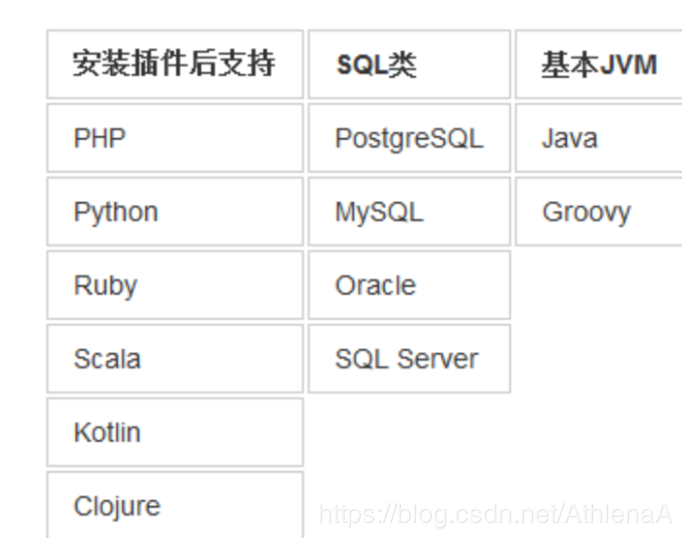 安装插件后支持 SQL类 基本JVM
PHP PostgreSQL Java
Python MySQL Groovy
Ruby Oracle
Scala SQL Server
Kotlin
Clojure
https://blog.csdn.net/AthlenaA